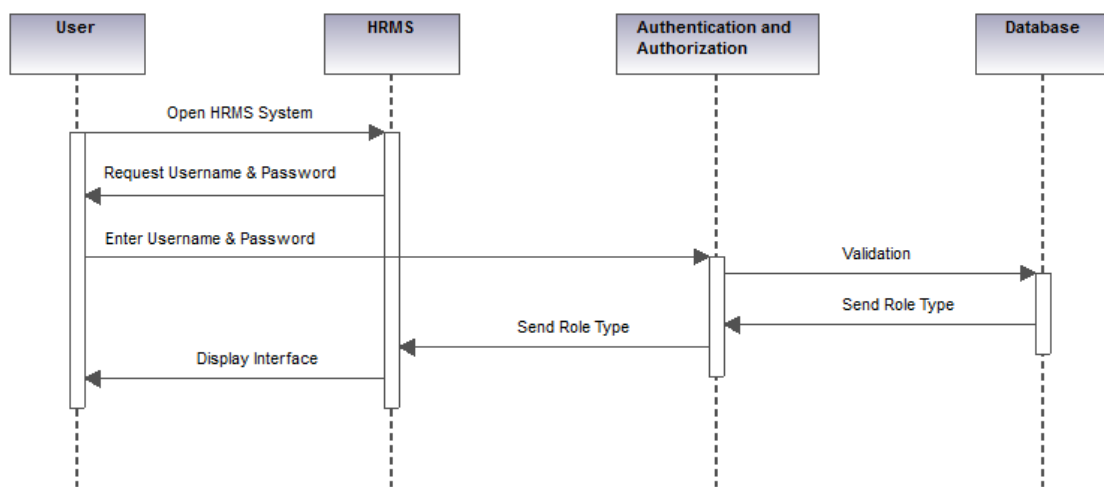 User
HRMS
Authentication and
Authorization
Database
Open HRMS System
Request Username & Password
Enter Username & Password
Validation
Send Role Type
Send Role Type
Display Interface